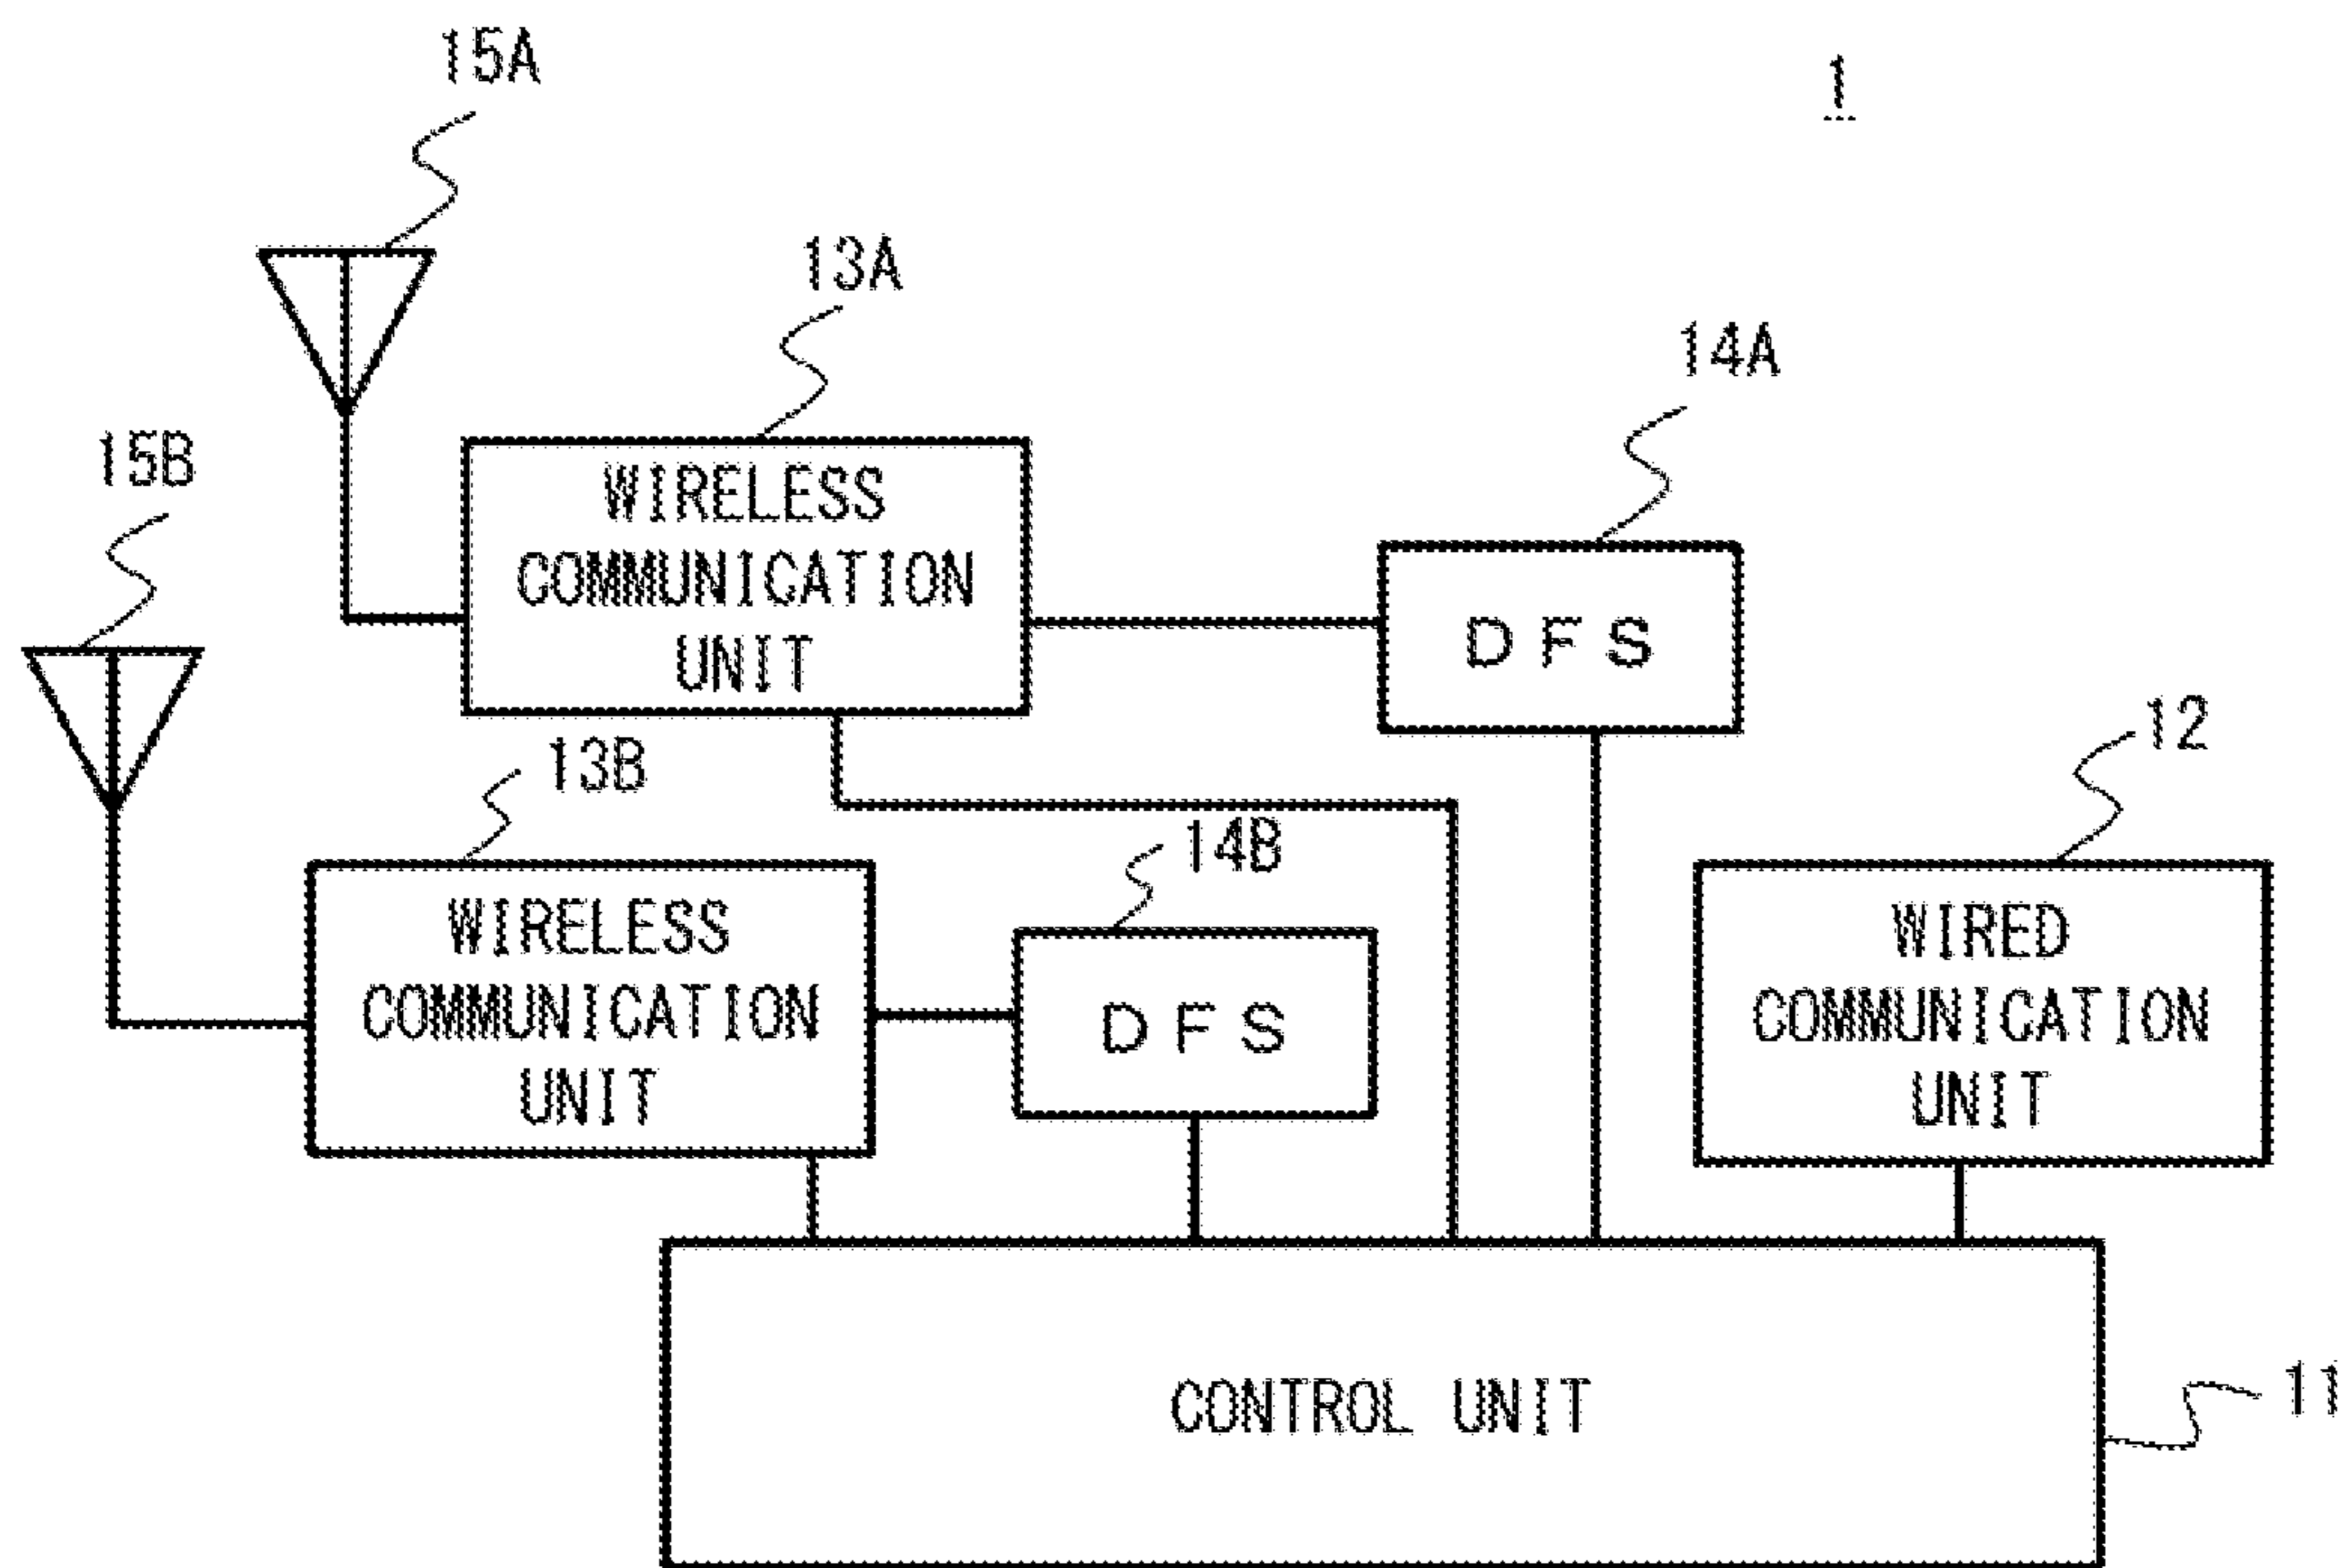 15A
1
13A
14A
15B
WIRELESS
COMMUNICATION
UNIT
DFS
12
13B
14B
WIRELESS
COMMUNICATION
UNIT
DFS
WIRED
COMMUNICATION
UNIT
CONTROL UNIT
11